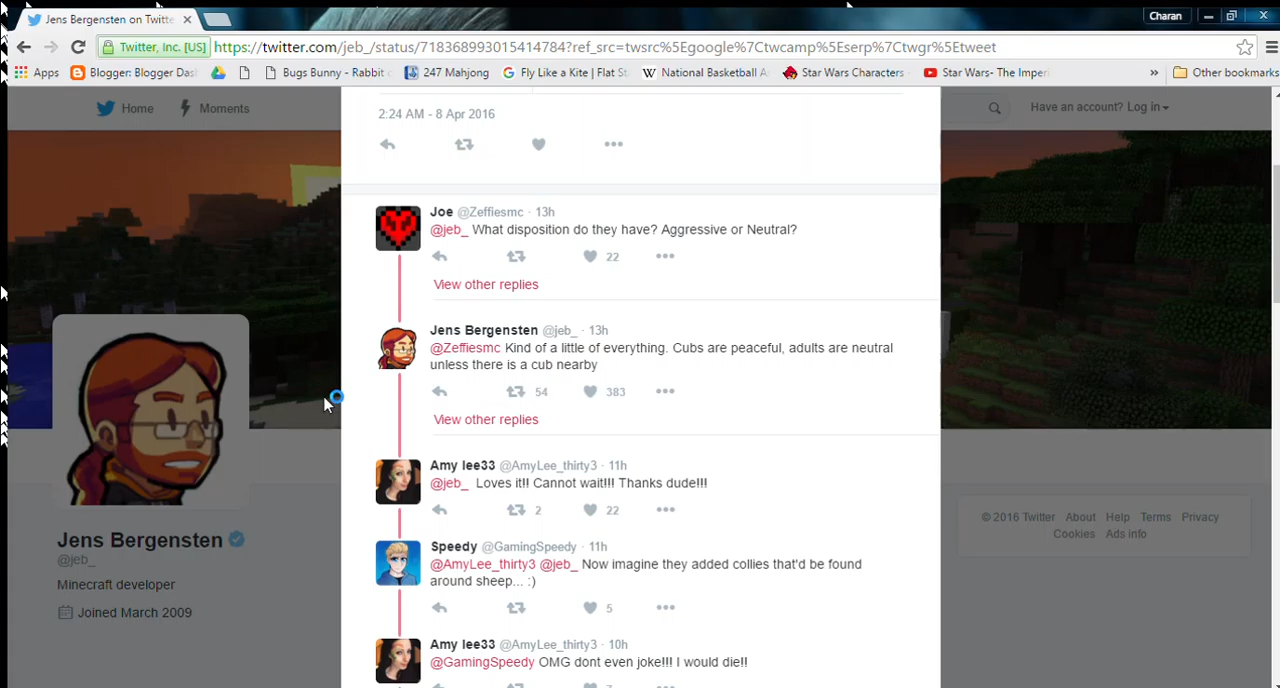 Jens Bergensten on Twitte
Charan
Twitter, Inc. [US]
https://twitter.com/jeb_/status/718368993015414784?ref_src=twsrc%5Egoogle%7Ctwcamp%5Eserp%7Ctwgr%5Etweet
Apps Blogger: Blogger Das Bugs Bunny - Rabbit 247 Mahjong Fly Like a Kite | Flat St National Basketball A Star Wars Characters Star Wars- The Imperi » Other bookmarks
Home Moments
Have an account? Log in
2:24 AM - 8 Apr 2016
Joe @Zeffiesmc · 13h
@jeb_ What disposition do they have? Aggressive or Neutral?
22
View other replies
Jens Bergensten @jeb_ · 13h
@Zeffiesmc Kind of a little of everything. Cubs are peaceful, adults are neutral
unless there is a cub nearby
54 383
View other replies
Amy lee33 @AmyLee_thirty3 · 11h
@jeb_ Loves it!! Cannot wait!!! Thanks dude!!!
2 22
Speedy @GamingSpeedy · 11h
@AmyLee_thirty3 @jeb_ Now imagine they added collies that'd be found
around sheep... :)
5
Amy lee33 @AmyLee_thirty3 · 10h
@GamingSpeedy OMG dont even joke!!! I would die!!
Jens Bergensten
@jeb_
Minecraft developer
Joined March 2009
© 2016 Twitter About Help Terms Privacy
Cookies Ads info